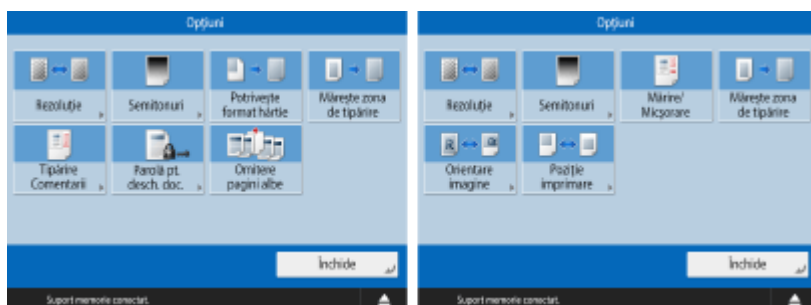 Opțiuni
Rezoluție
Semitonuri
Potrivește
format hârtie
Mărește zona
de tipărire
Tipărire
Comentarii
Parolă pt.
desch. doc.
Omitere
pagini albe
Închide
Suport memorie conectat.
Opțiuni
Rezoluție
Semitonuri
Mărire/
Micșorare
Mărește zona
de tipărire
Orientare
imagine
Poziție
imprimare
Închide
Suport memorie conectat.